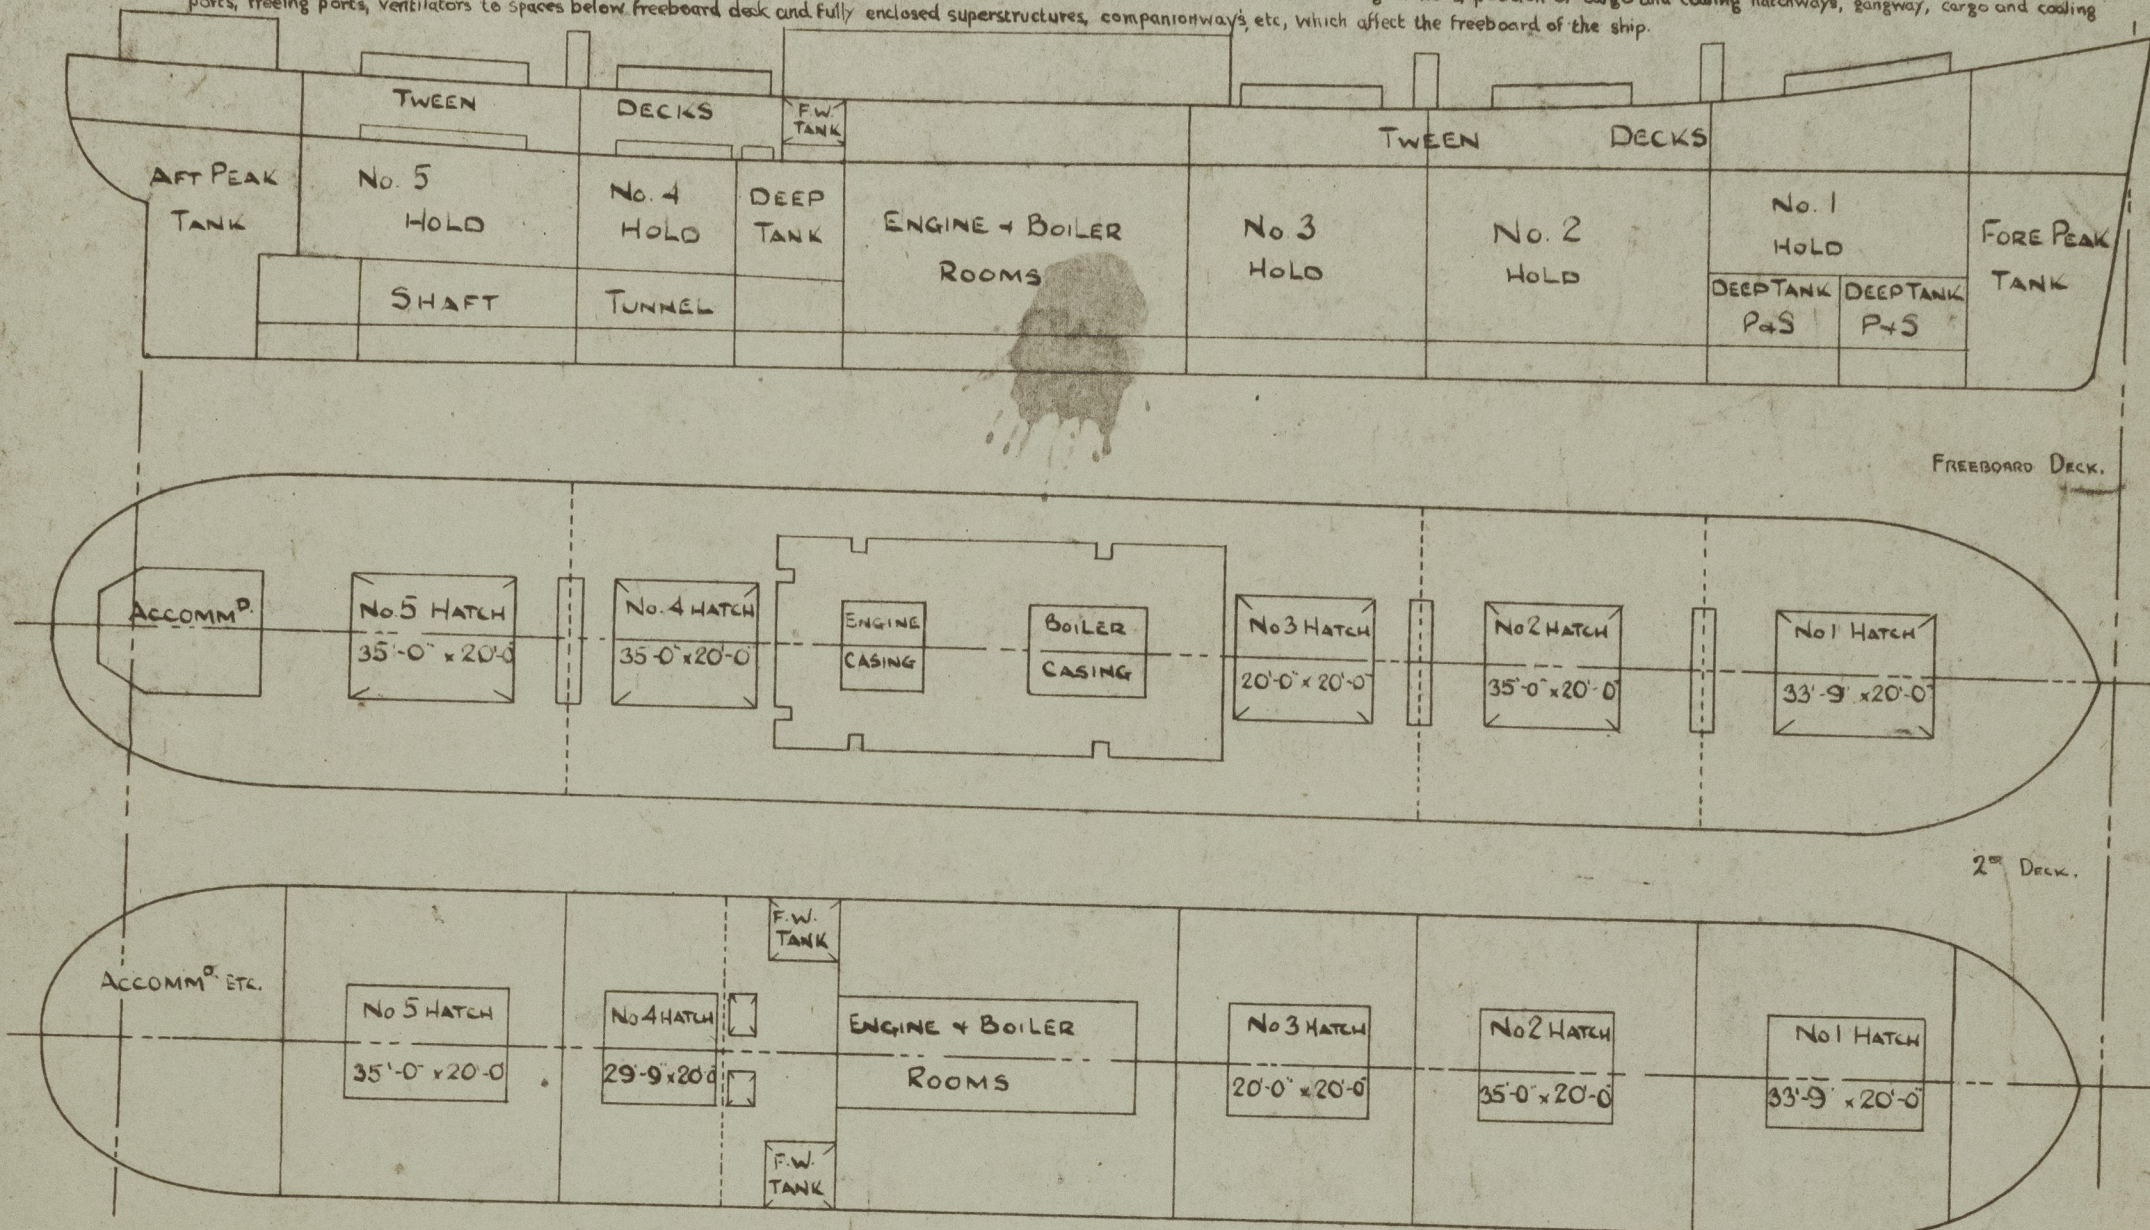 ports, freeing ports, ventilators to spaces below freeboard deck and fully enclosed superstructures, companionways, etc, which affect the freeboard of the ship.
hatchways, gangway, cargo and coaling
TWEEN
DECKS
F.W.
TANK
TWEEN DECKS
AFT PEAK
TANK
No. 5
HOLD
No. 4
HOLD
DEEP
TANK
ENGINE + BOILER
ROOMS
No 3
HOLD
No. 2
HOLD
No. 1
HOLD
FORE PEAK
TANK
SHAFT TUNNEL
DEEP TANK
P&S
DEEP TANK
P+S
FREEBOARD DECK.
ACCOMMD.
No.5 HATCH
35'-0" x 20'-0
No. 4 HATCH
35'-0" x 20'-0"
ENGINE
CASING
BOILER
CASING
No 3 HATCH
20'-0" x 20'-0"
No 2 HATCH
35'-0" x 20'-0"
No 1 HATCH
33'-9" x 20'-0"
2ND DECK.
F.W.
TANK
ACCOMMD. ETC.
No 5 HATCH
35'-0" x 20'-0
No 4 HATCH
29'-9" x 20'-0
ENGINE + BOILER
ROOMS
No 3 HATCH
20'-0" x 20'-0"
No 2 HATCH
35'-0" x 20'-0
No 1 HATCH
33'-9" x 20'-0"
F.W.
TANK